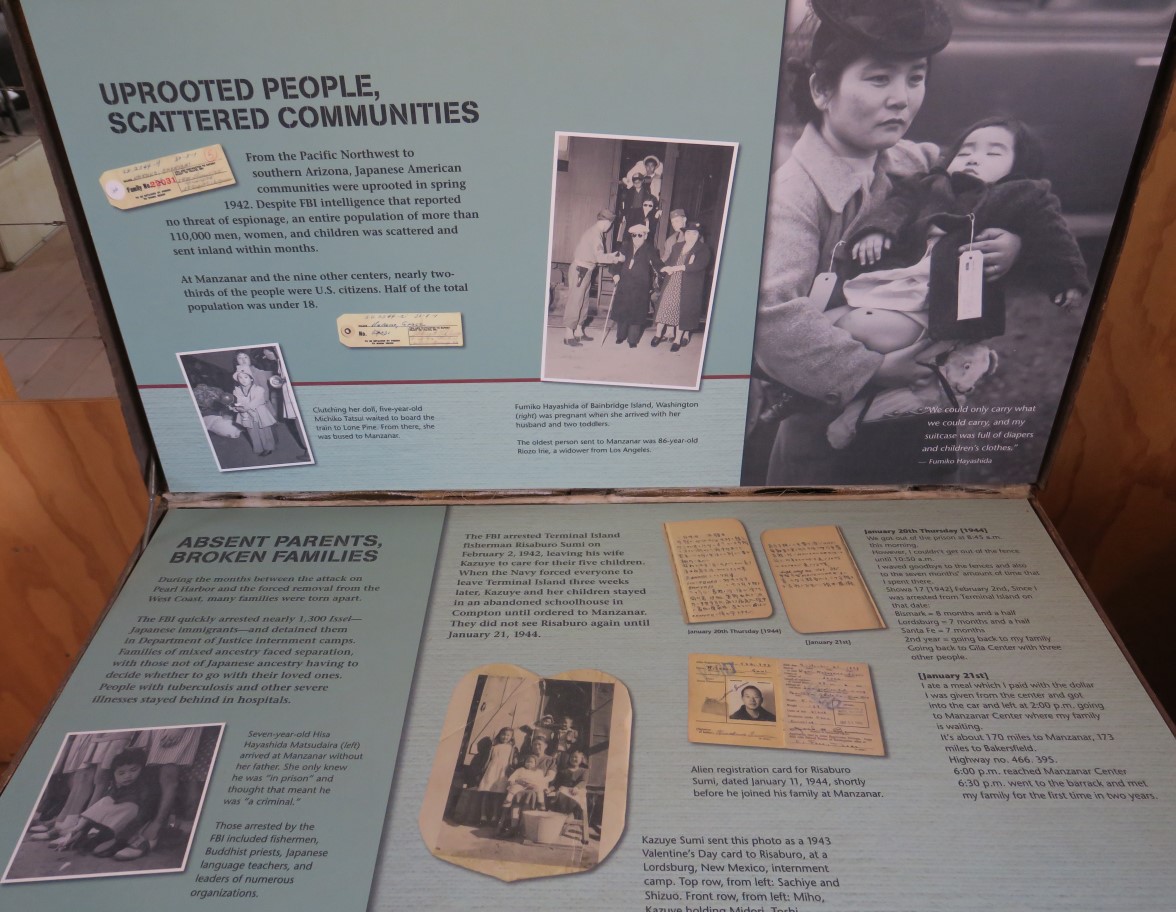 UPROOTED PEOPLE,
SCATTERED COMMUNITIES
Family No.
From the Pacific Northwest to
southern Arizona, Japanese American
communities were uprooted in spring
1942. Despite FBI intelligence that reported
no threat of espionage, an entire population of more than
110,000 men, women, and children was scattered and
sent inland within months.
At Manzanar and the nine other centers, nearly two-
thirds of the people were U.S. citizens. Half of the total
population was under 18.
No.
Clutching her doll, five-year-old
Michiko Tatsui waited to board the
train to Lone Pine. From there, she
was bused to Manzanar.
Fumiko Hayashida of Bainbridge Island, Washington
(right) was pregnant when she arrived with her
husband and two toddlers.
The oldest person sent to Manzanar was 86-year-old
Riozo Irie, a widower from Los Angeles.
"We could only carry what
we could carry, and my
suitcase was full of diapers
and children's clothes."
— Fumiko Hayashida
ABSENT PARENTS,
BROKEN FAMILIES
During the months between the attack on
Pearl Harbor and the forced removal from the
West Coast, many families were torn apart.
The FBI quickly arrested nearly 1,300 Issei—
Japanese immigrants—and detained them
in Department of Justice internment camps.
Families of mixed ancestry faced separation,
with those not of Japanese ancestry having to
decide whether to go with their loved ones.
People with tuberculosis and other severe
illnesses stayed behind in hospitals.
Seven-year-old Hisa
Hayashida Matsudaira (left)
arrived at Manzanar without
her father. She only knew
he was "in prison" and
thought that meant he
was "a criminal."
Those arrested by the
FBI included fishermen,
Buddhist priests, Japanese
language teachers, and
leaders of numerous
organizations.
The FBI arrested Terminal Island
fisherman Risaburo Sumi on
February 2, 1942, leaving his wife
Kazuye to care for their five children.
When the Navy forced everyone to
leave Terminal Island three weeks
later, Kazuye and her children stayed
in an abandoned schoolhouse in
Compton until ordered to Manzanar.
They did not see Risaburo again until
January 21, 1944.
January 20th Thursday [1944]
[January 21st]
Alien registration card for Risaburo
Sumi, dated January 11, 1944, shortly
before he joined his family at Manzanar.
Kazuye Sumi sent this photo as a 1943
Valentine's Day card to Risaburo, at a
Lordsburg, New Mexico, internment
camp. Top row, from left: Sachiye and
Shizuo. Front row, from left: Miho,
Kazuye holding Midori, Toshi
January 20th Thursday [1944]
We got out of the prison at 8:45 a.m.
this morning.
However, I couldn't get out of the fence
until 10:50 a.m.
I waved goodbye to the fences and also
to the seven months' amount of time that
I spent there.
Showa 17 [1942] February 2nd, Since I
was arrested from Terminal Island on
that date:
Bismark = 5 months and a half
Lordsburg = 7 months and a half
Santa Fe = 7 months
2nd year = going back to my family
Going back to Gila Center with three
other people.
[January 21st]
I ate a meal which I paid with the dollar
I was given from the center and got
into the car and left at 2:00 p.m. going
to Manzanar Center where my family
is waiting.
It's about 170 miles to Manzanar, 173
miles to Bakersfield.
Highway no. 466. 395.
6:00 p.m. reached Manzanar Center
6:30 p.m. went to the barrack and met
my family for the first time in two years.